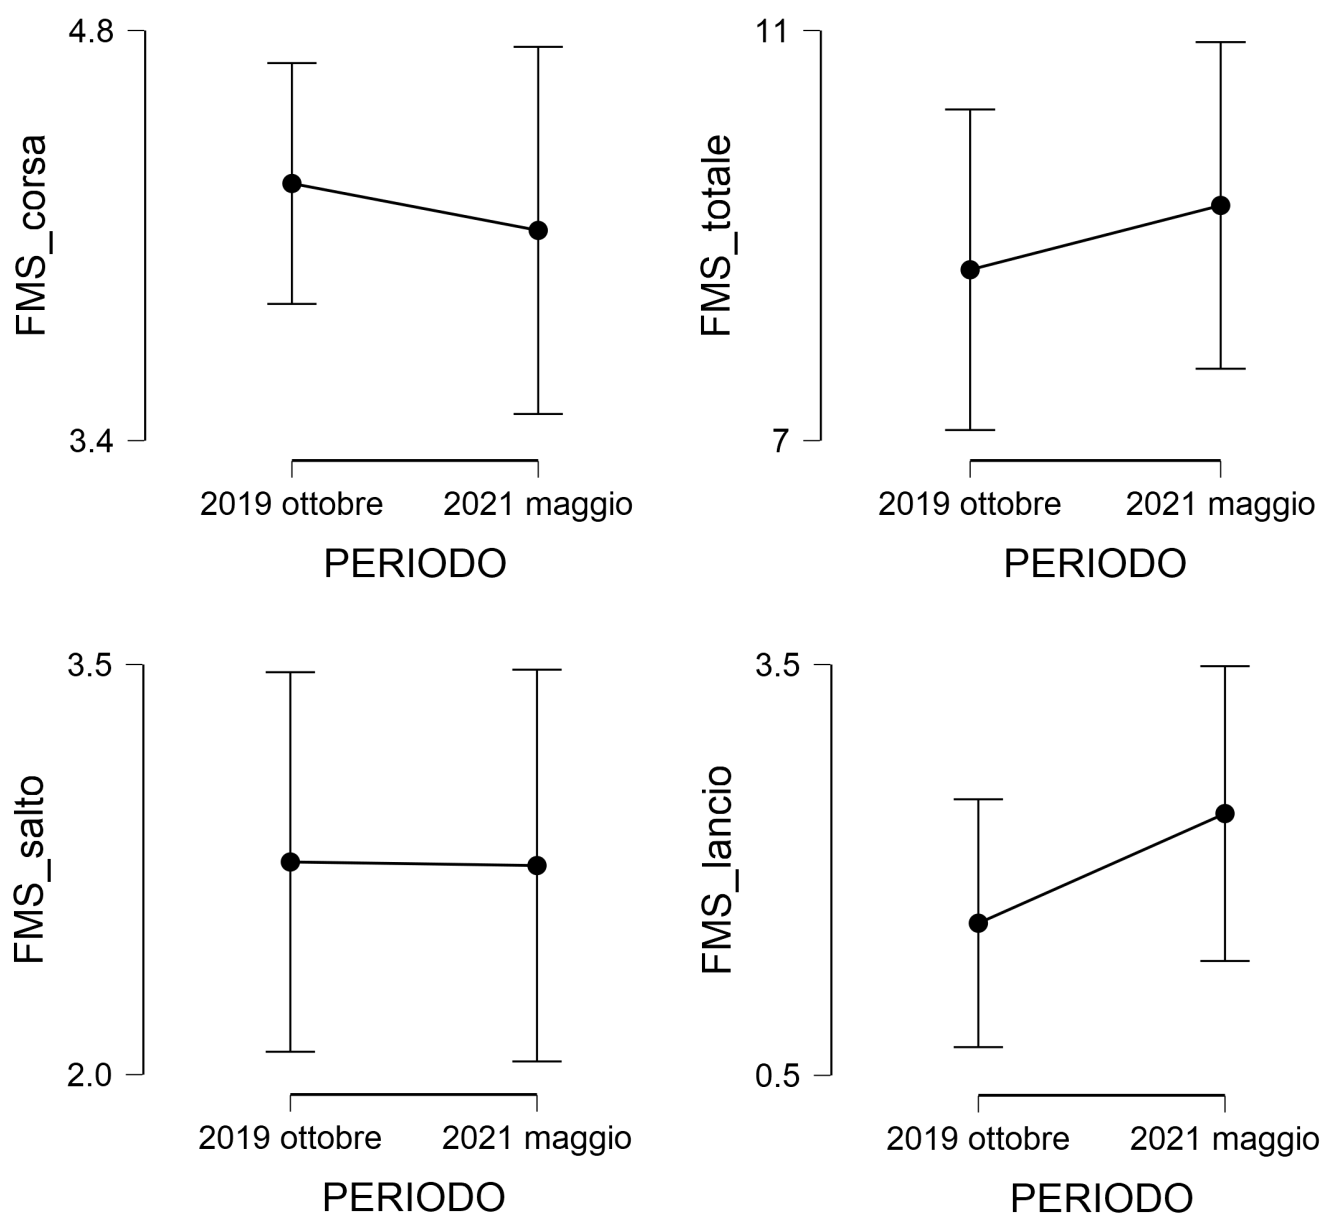 4.8
FMS_corsa
3.4
2019 ottobre 2021 maggio
PERIODO
11
FMS_totale
7
2019 ottobre 2021 maggio
PERIODO
3.5
FMS_salto
2.0
2019 ottobre 2021 maggio
PERIODO
3.5
FMS_lancio
0.5
2019 ottobre 2021 maggio
PERIODO